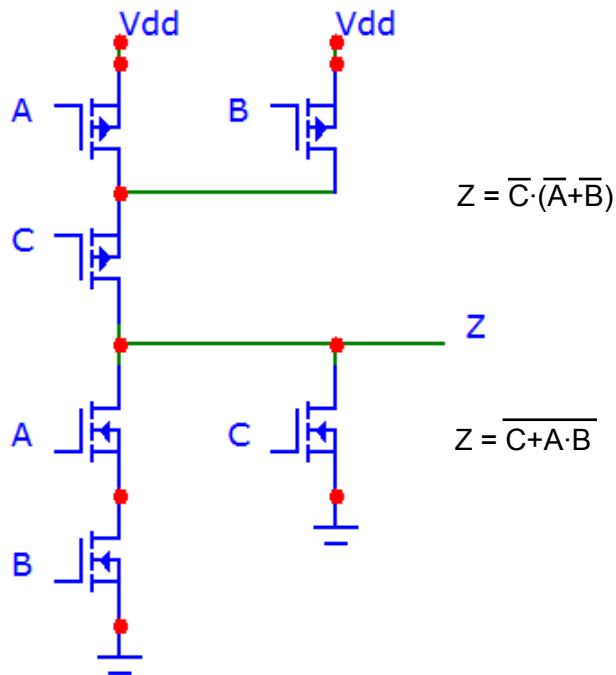 Vdd Vdd
A B
Z = C̅·(A̅+B̅)
C
Z
A C
Z = C̅+̅A̅·̅B̅
B